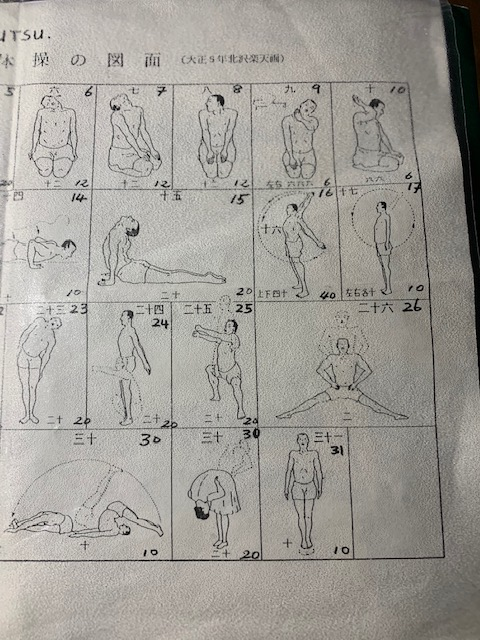 UTSU.
体 操 の 図 面 (大正5年北沢楽天画)
5 六 6 七 7 八 8 九 9 十 10
20 十二 12 十二 12 十二 12 左右 六六六 6 六六 6
十四 14 十五 15 十六 16 十七 17
十 10 二十 20 上下四十 40 左右各十 10
二十三 23 二十四 24 二十五 25 二十六 26
二十 20 二十 20 二十 20 二
三十 30 三十 30 三十一 31
十 10 二十 20 十 10